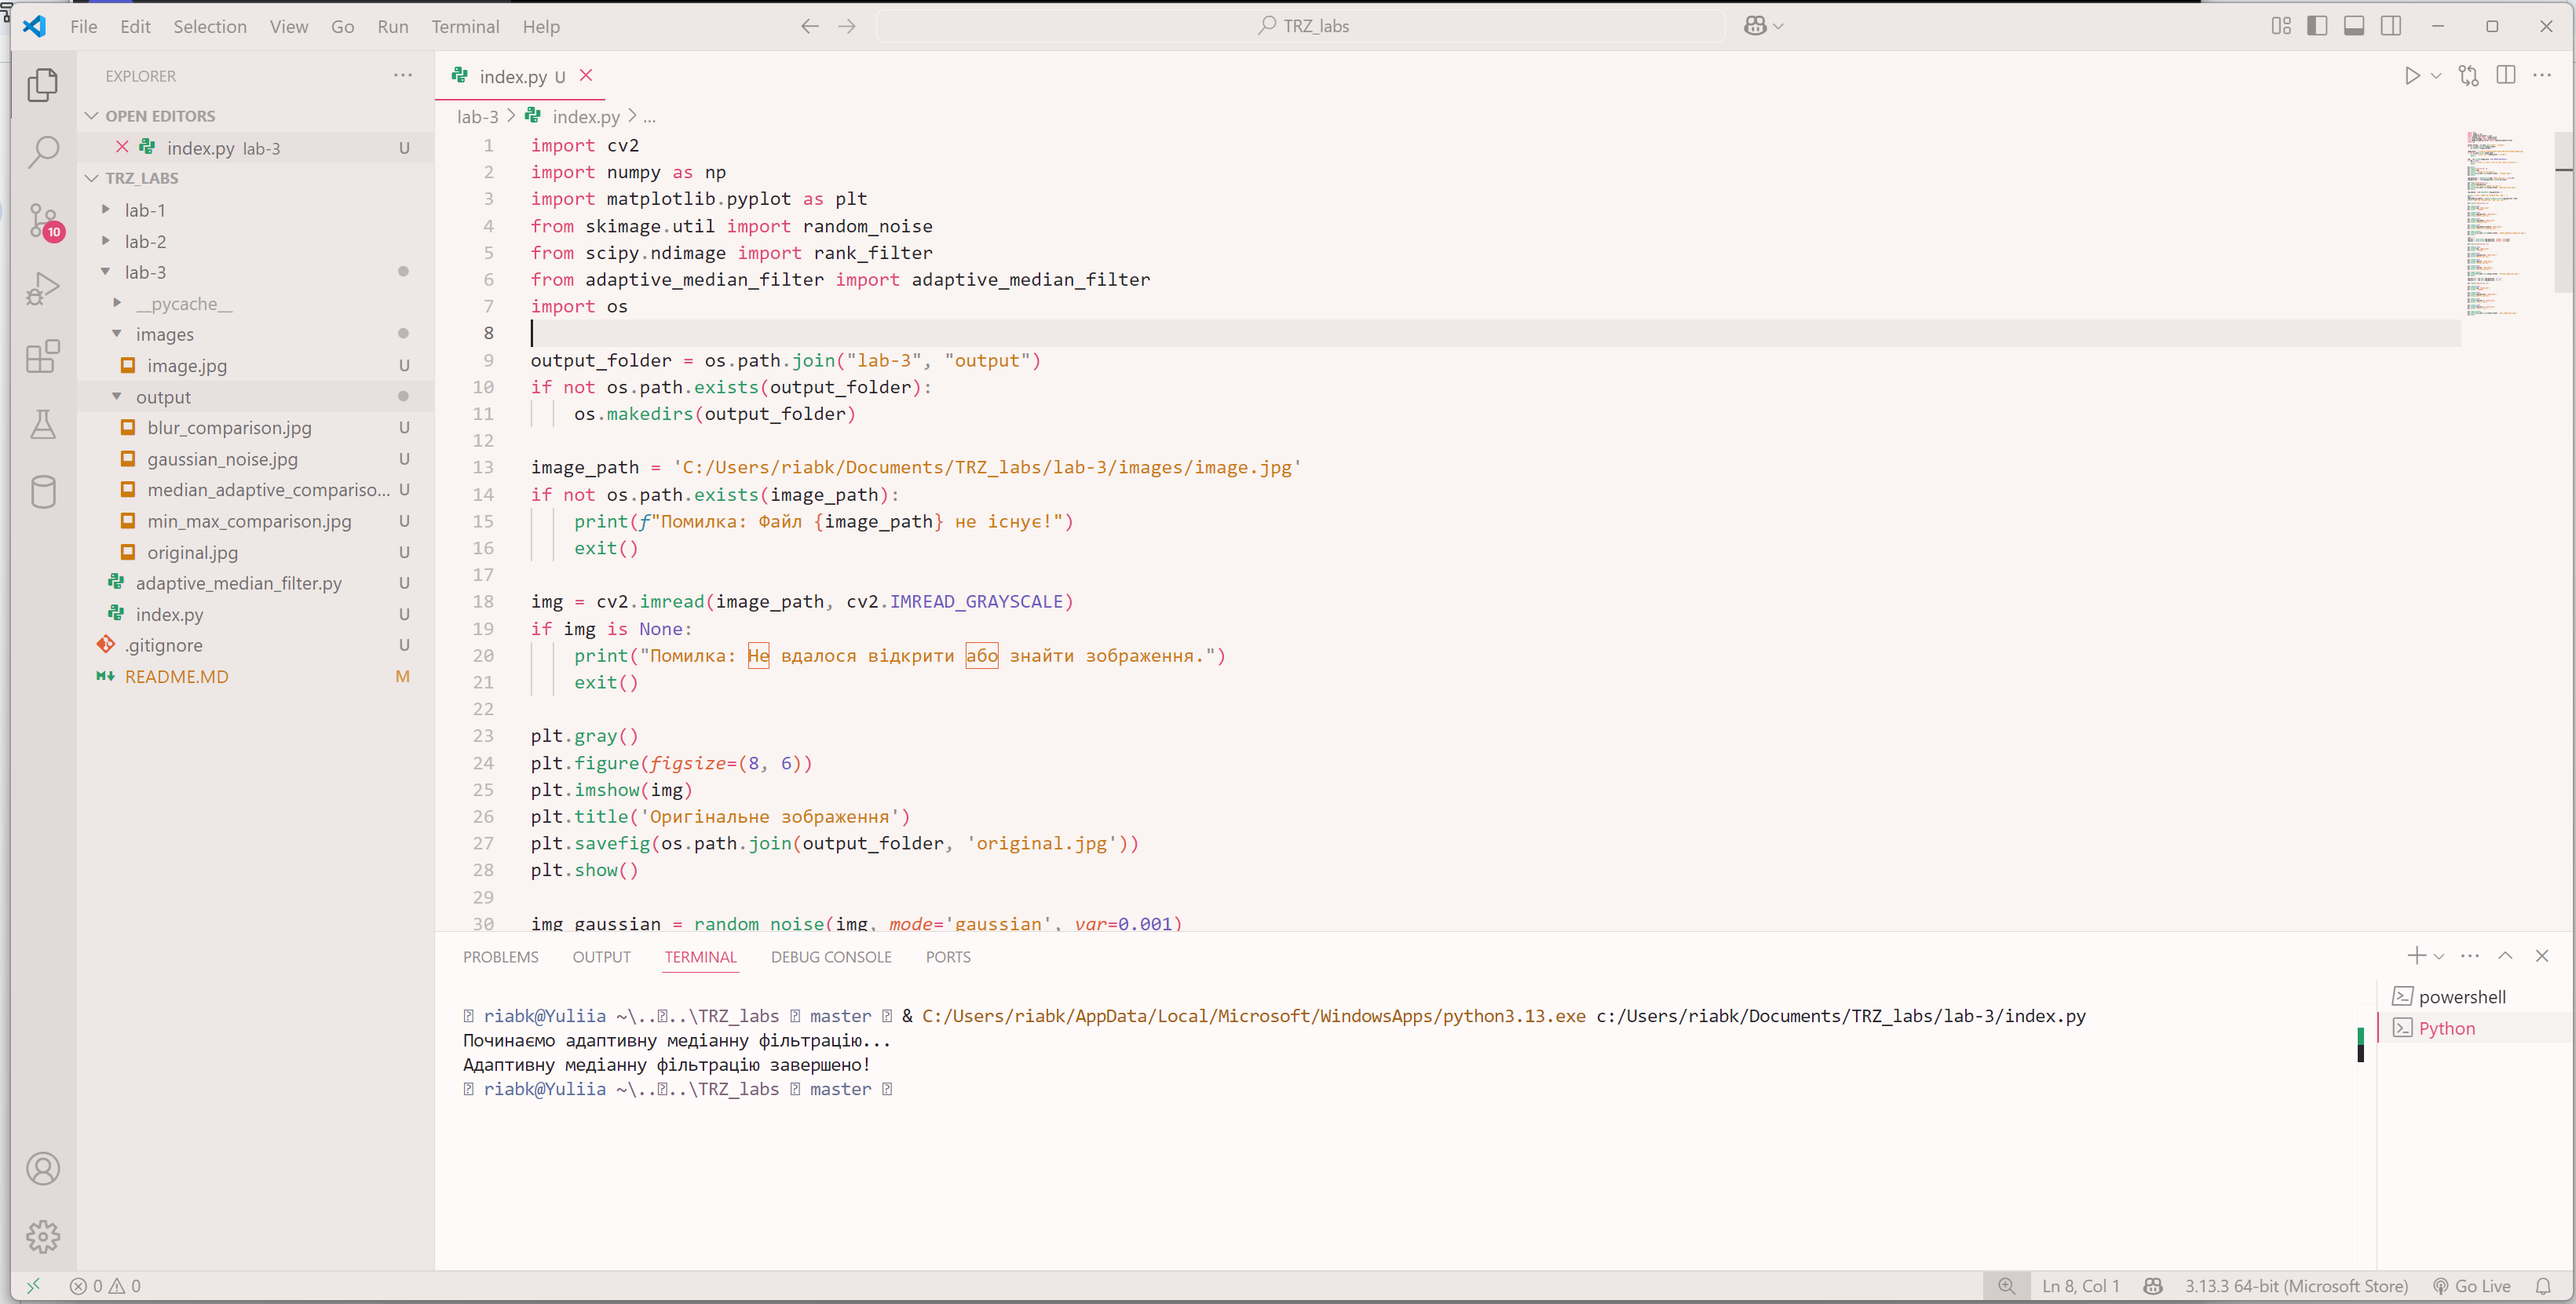 File Edit Selection View Go Run Terminal Help
TRZ_labs
EXPLORER
OPEN EDITORS
index.py lab-3 U
TRZ_LABS
lab-1
lab-2
lab-3
__pycache__
images
image.jpg U
output
blur_comparison.jpg U
gaussian_noise.jpg U
median_adaptive_compariso... U
min_max_comparison.jpg U
original.jpg U
adaptive_median_filter.py U
index.py U
.gitignore U
README.MD M
10
index.py U
lab-3 > index.py > ...
1 import cv2
2 import numpy as np
3 import matplotlib.pyplot as plt
4 from skimage.util import random_noise
5 from scipy.ndimage import rank_filter
6 from adaptive_median_filter import adaptive_median_filter
7 import os
8
9 output_folder = os.path.join("lab-3", "output")
10 if not os.path.exists(output_folder):
11 os.makedirs(output_folder)
12
13 image_path = 'C:/Users/riabk/Documents/TRZ_labs/lab-3/images/image.jpg'
14 if not os.path.exists(image_path):
15 print(f"Помилка: Файл {image_path} не існує!")
16 exit()
17
18 img = cv2.imread(image_path, cv2.IMREAD_GRAYSCALE)
19 if img is None:
20 print("Помилка: Не вдалося відкрити або знайти зображення.")
21 exit()
22
23 plt.gray()
24 plt.figure(figsize=(8, 6))
25 plt.imshow(img)
26 plt.title('Оригінальне зображення')
27 plt.savefig(os.path.join(output_folder, 'original.jpg'))
28 plt.show()
29
30 img_gaussian = random_noise(img, mode='gaussian', var=0.001)
PROBLEMS OUTPUT TERMINAL DEBUG CONSOLE PORTS
riabk@Yuliia ~\....\TRZ_labs master & C:/Users/riabk/AppData/Local/Microsoft/WindowsApps/python3.13.exe c:/Users/riabk/Documents/TRZ_labs/lab-3/index.py
Починаємо адаптивну медіанну фільтрацію...
Адаптивну медіанну фільтрацію завершено!
riabk@Yuliia ~\....\TRZ_labs master
powershell
Python
0 0
Ln 8, Col 1 3.13.3 64-bit (Microsoft Store) Go Live